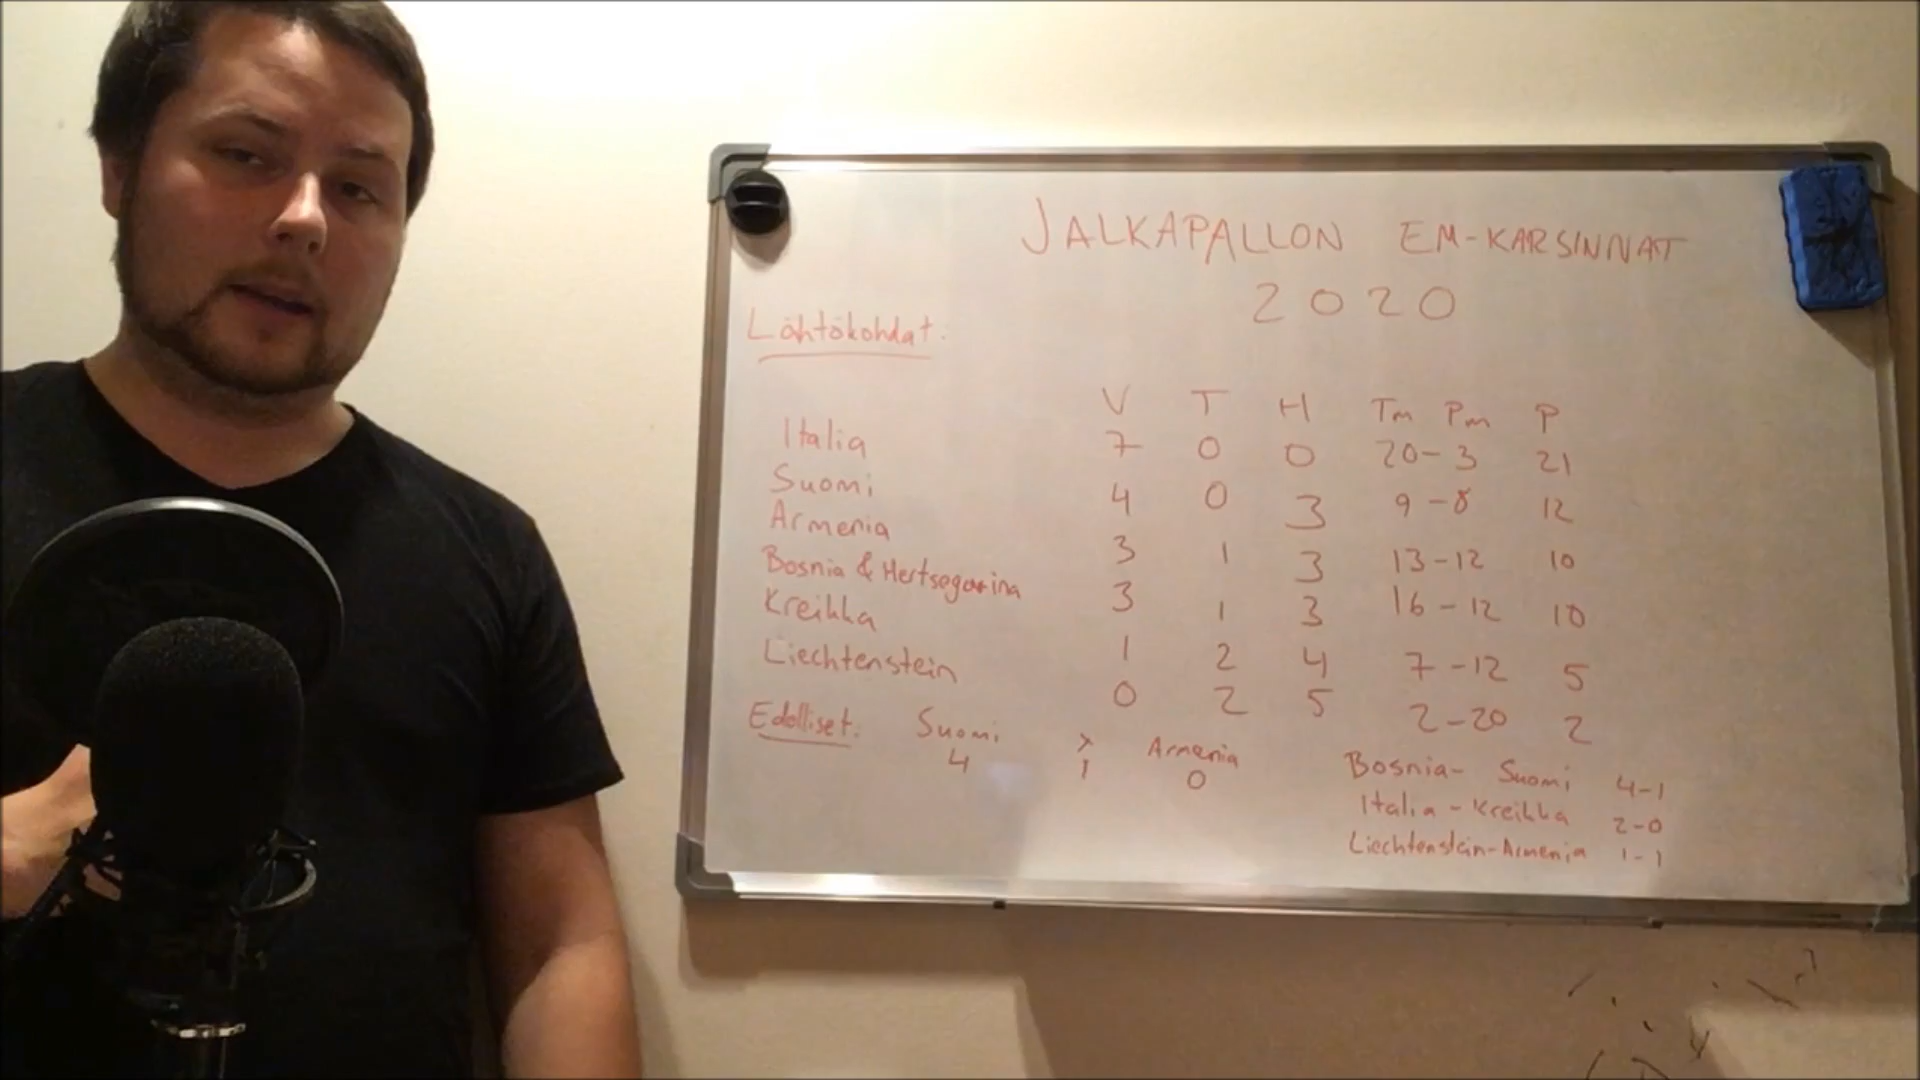 JALKAPALLON EM-KARSINNAT
2020
Lähtökohdat:
V T H Tm Pm P
Italia 7 0 0 20-3 21
Suomi 4 0 3 9-8 12
Armenia 3 1 3 13-12 10
Bosnia & Hertsegovina 3 1 3 16-12 10
Kreikka 1 2 4 7-12 5
Liechtenstein 0 2 5 2-20 2
Edelliset: Suomi X Armenia
4 1 0
Bosnia- Suomi 4-1
Italia - Kreikka 2-0
Liechtenstein-Armenia 1-1